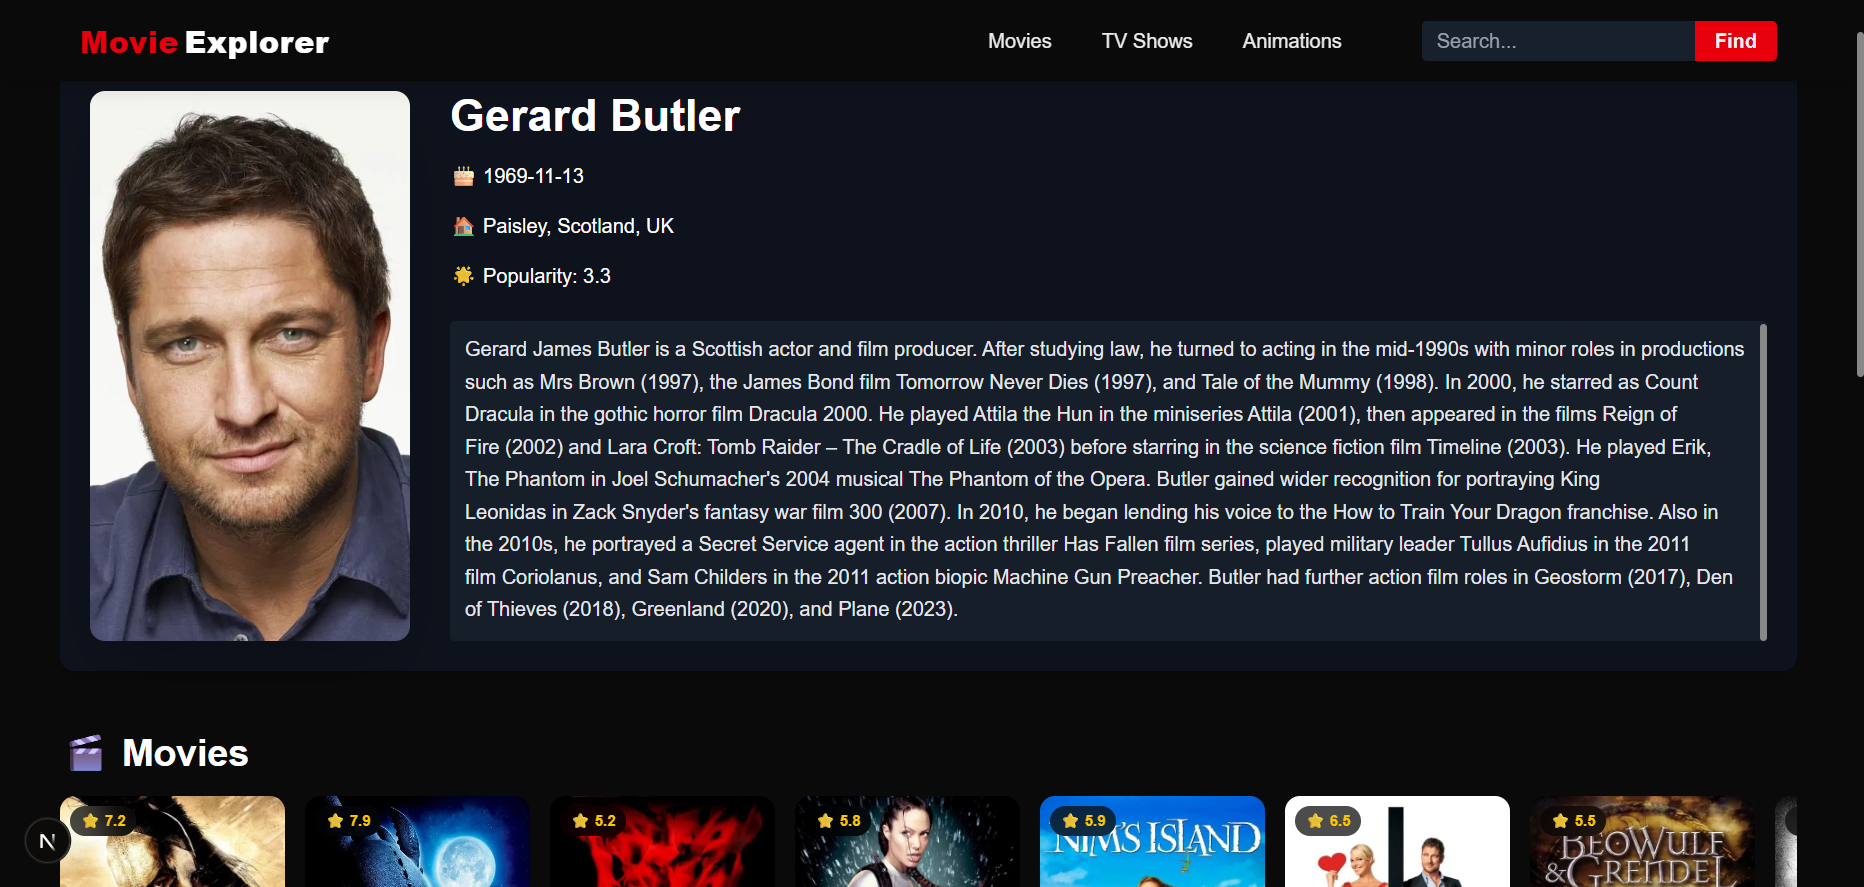 Movie Explorer
Movies
TV Shows
Animations
Search...
Find
Gerard Butler
1969-11-13
Paisley, Scotland, UK
Popularity: 3.3
Gerard James Butler is a Scottish actor and film producer. After studying law, he turned to acting in the mid-1990s with minor roles in productions
such as Mrs Brown (1997), the James Bond film Tomorrow Never Dies (1997), and Tale of the Mummy (1998). In 2000, he starred as Count
Dracula in the gothic horror film Dracula 2000. He played Attila the Hun in the miniseries Attila (2001), then appeared in the films Reign of
Fire (2002) and Lara Croft: Tomb Raider – The Cradle of Life (2003) before starring in the science fiction film Timeline (2003). He played Erik,
The Phantom in Joel Schumacher's 2004 musical The Phantom of the Opera. Butler gained wider recognition for portraying King
Leonidas in Zack Snyder's fantasy war film 300 (2007). In 2010, he began lending his voice to the How to Train Your Dragon franchise. Also in
the 2010s, he portrayed a Secret Service agent in the action thriller Has Fallen film series, played military leader Tullus Aufidius in the 2011
film Coriolanus, and Sam Childers in the 2011 action biopic Machine Gun Preacher. Butler had further action film roles in Geostorm (2017), Den
of Thieves (2018), Greenland (2020), and Plane (2023).
Movies
7.2
7.9
5.2
5.8
5.9
6.5
5.5
NIM'S ISLAND
BEOWULF
& GRENDEL
N